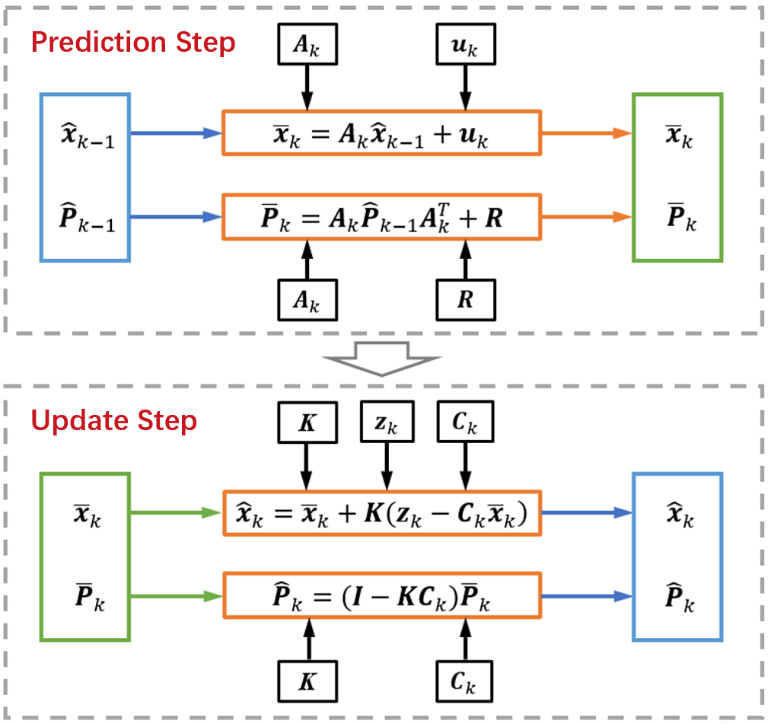 Prediction Step
A_k
u_k
x̂_{k−1}
x̄_k = A_k x̂_{k−1} + u_k
x̄_k
P̂_{k−1}
P̄_k = A_k P̂_{k−1} A_k^T + R
P̄_k
A_k
R
Update Step
K
z_k
C_k
x̄_k
x̂_k = x̄_k + K(z_k − C_k x̄_k)
x̂_k
P̄_k
P̂_k = (I − KC_k)P̄_k
P̂_k
K
C_k